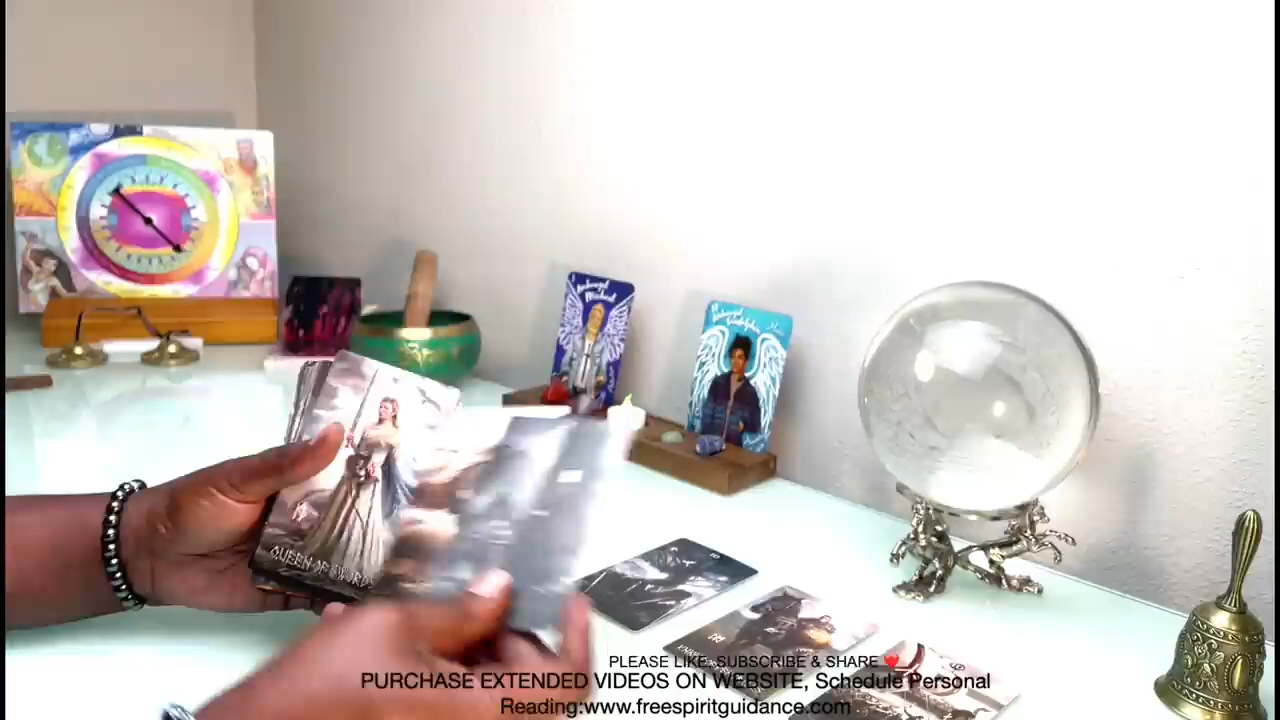 Archangel
Michael
QUEEN OF SWORDS
PLEASE LIKE, SUBSCRIBE & SHARE ❤️
PURCHASE EXTENDED VIDEOS ON WEBSITE, Schedule Personal
Reading:www.freespiritguidance.com